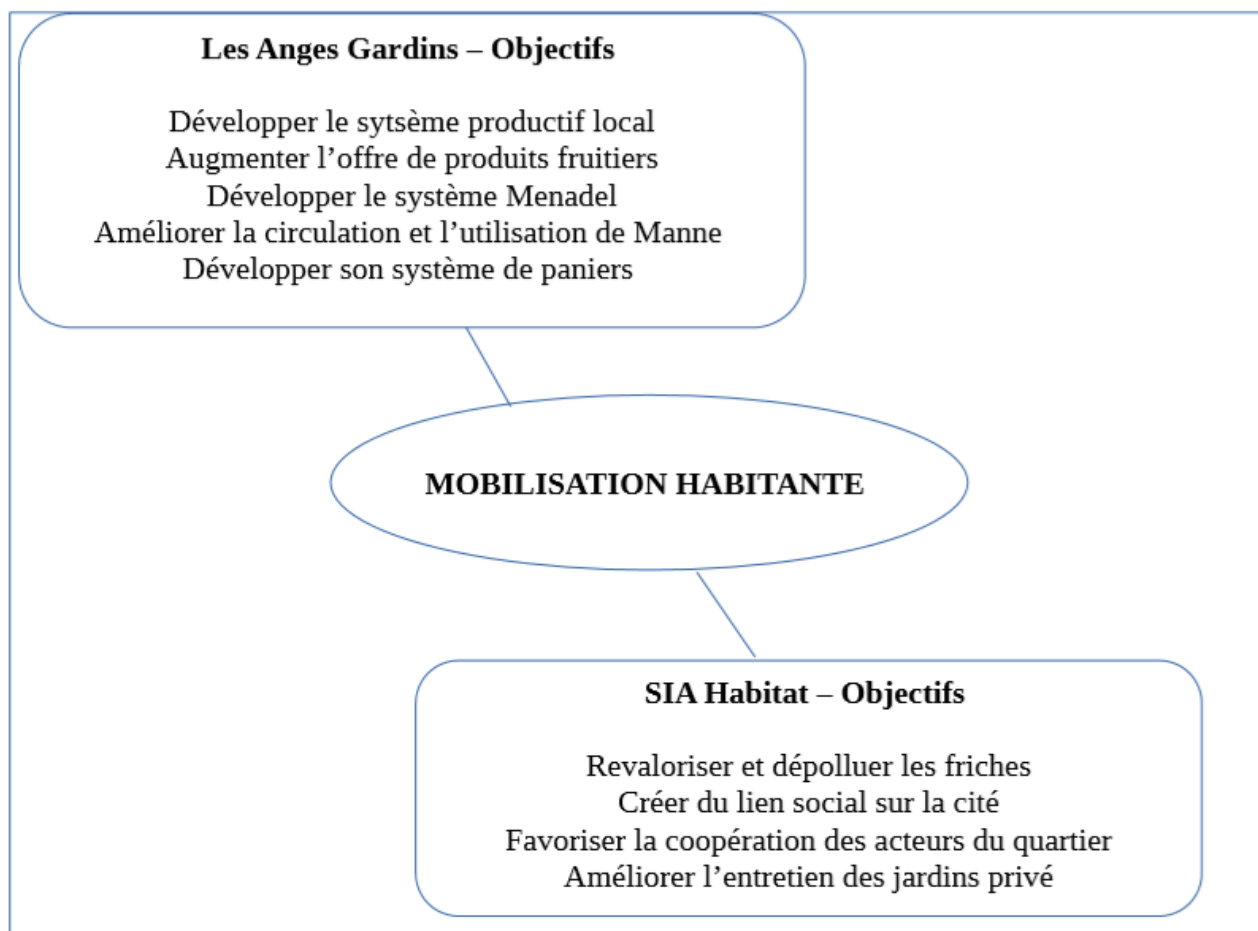 Les Anges Gardins – Objectifs
Développer le sytsème productif local
Augmenter l’offre de produits fruitiers
Développer le système Menadel
Améliorer la circulation et l’utilisation de Manne
Développer son système de paniers
MOBILISATION HABITANTE
SIA Habitat – Objectifs
Revaloriser et dépolluer les friches
Créer du lien social sur la cité
Favoriser la coopération des acteurs du quartier
Améliorer l’entretien des jardins privé